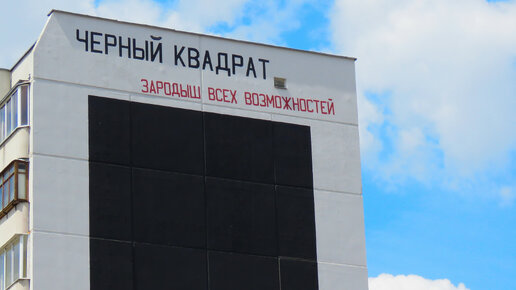 ЧЕРНЫЙ КВАДРАТ
ЗАРОДЫШ ВСЕХ ВОЗМОЖНОСТЕЙ